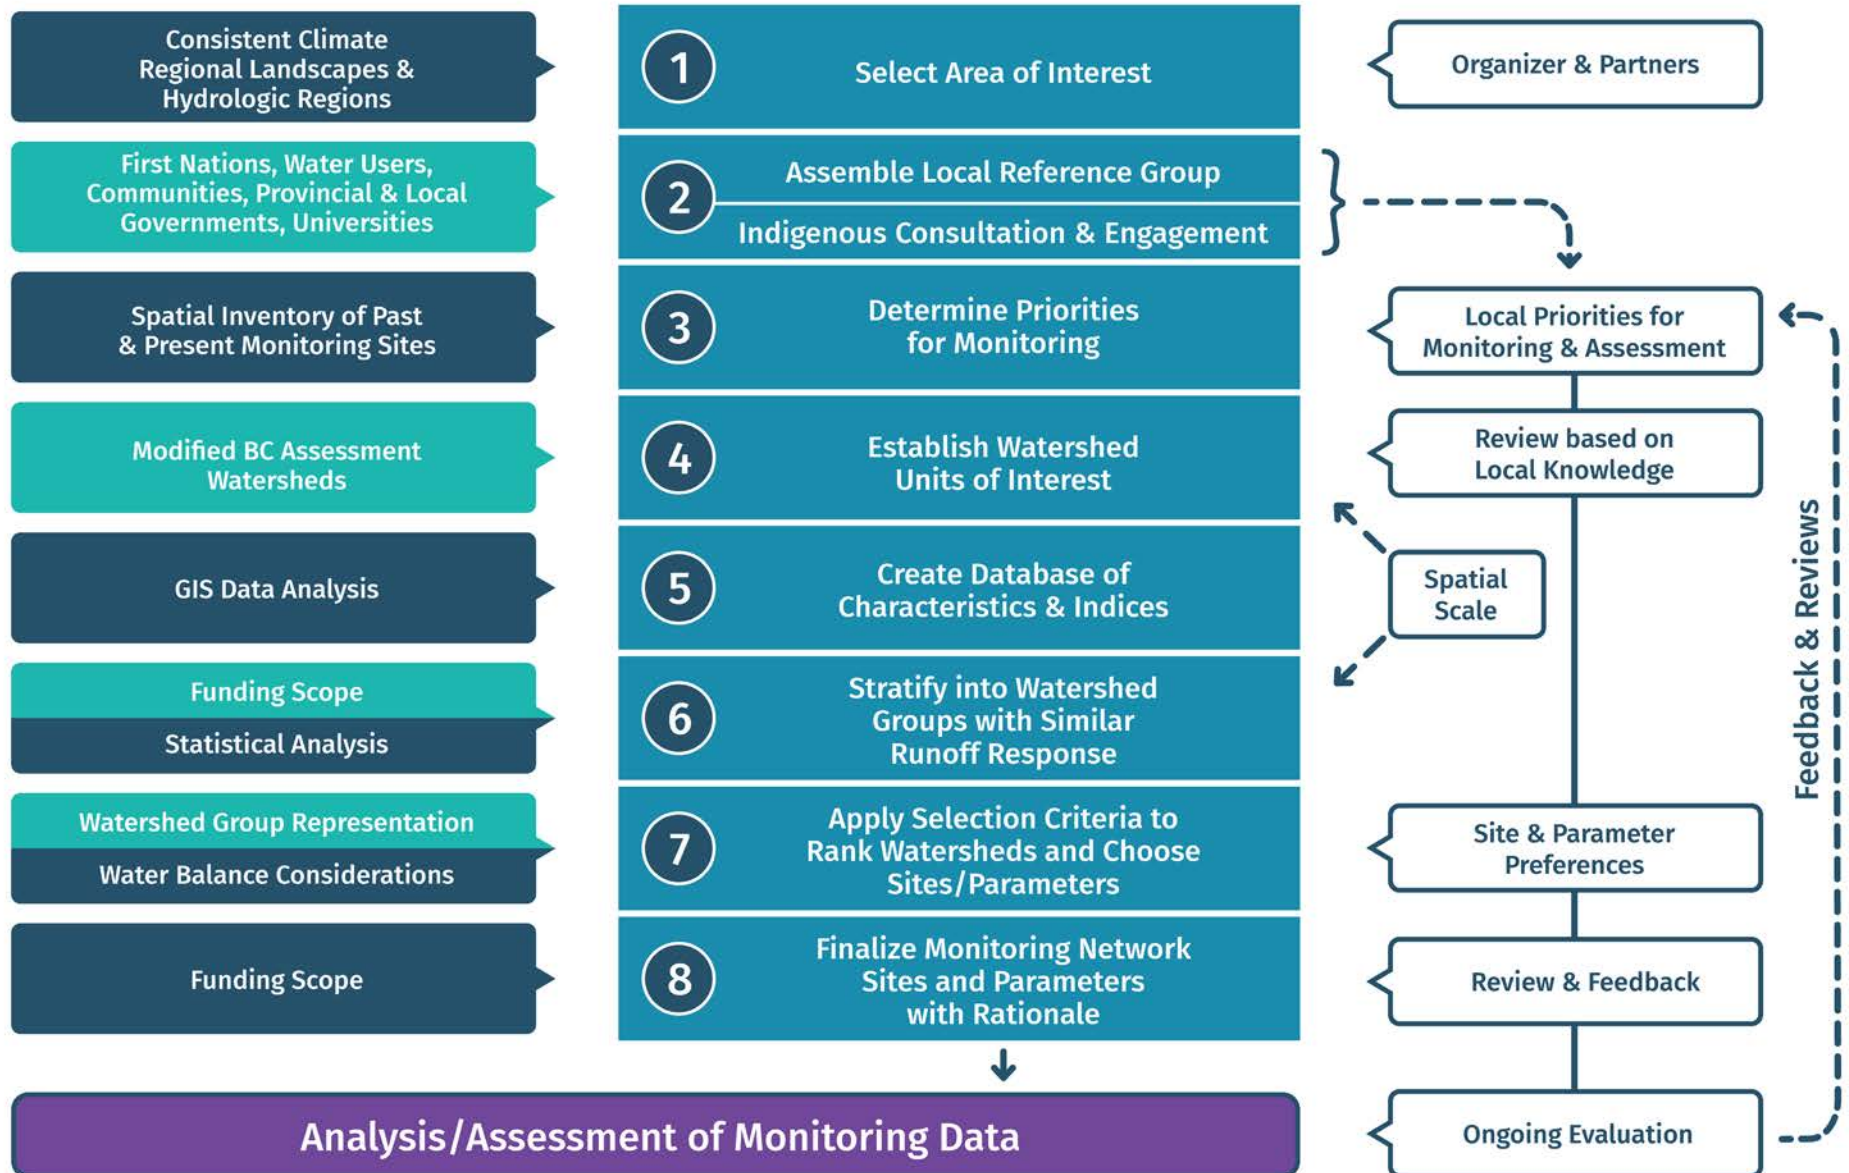 Consistent Climate
Regional Landscapes &
Hydrologic Regions
1
Select Area of Interest
Organizer & Partners
First Nations, Water Users,
Communities, Provincial & Local
Governments, Universities
2
Assemble Local Reference Group
Indigenous Consultation & Engagement
Spatial Inventory of Past
& Present Monitoring Sites
3
Determine Priorities
for Monitoring
Local Priorities for
Monitoring & Assessment
Modified BC Assessment
Watersheds
4
Establish Watershed
Units of Interest
Review based on
Local Knowledge
GIS Data Analysis
5
Create Database of
Characteristics & Indices
Spatial
Scale
Feedback & Reviews
Funding Scope
Statistical Analysis
6
Stratify into Watershed
Groups with Similar
Runoff Response
Watershed Group Representation
Water Balance Considerations
7
Apply Selection Criteria to
Rank Watersheds and Choose
Sites/Parameters
Site & Parameter
Preferences
Funding Scope
8
Finalize Monitoring Network
Sites and Parameters
with Rationale
Review & Feedback
Analysis/Assessment of Monitoring Data
Ongoing Evaluation